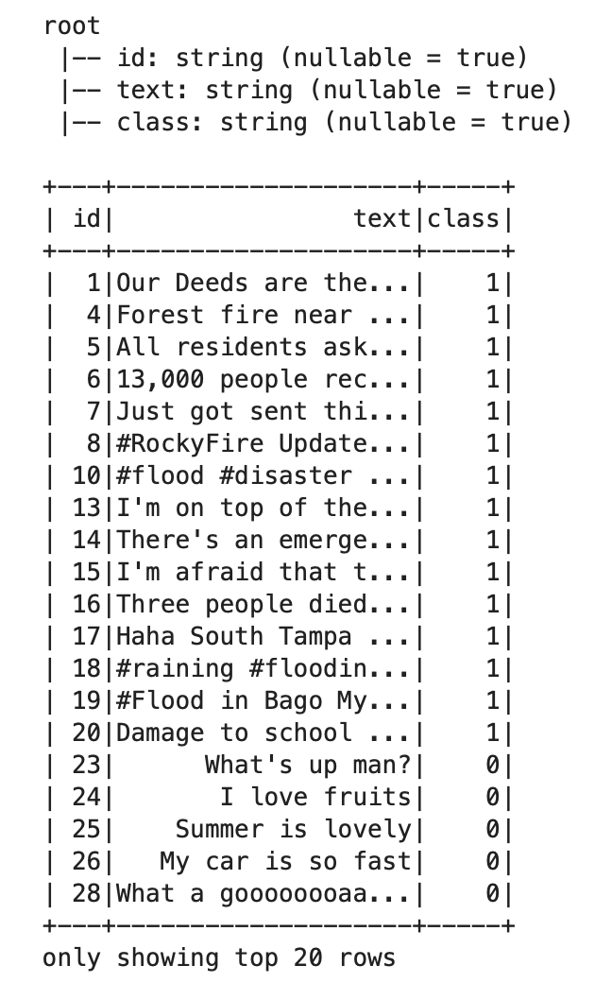 root
 |-- id: string (nullable = true)
 |-- text: string (nullable = true)
 |-- class: string (nullable = true)

+---+--------------------+-----+
| id|                text|class|
+---+--------------------+-----+
|  1|Our Deeds are the...|    1|
|  4|Forest fire near ...|    1|
|  5|All residents ask...|    1|
|  6|13,000 people rec...|    1|
|  7|Just got sent thi...|    1|
|  8|#RockyFire Update...|    1|
| 10|#flood #disaster ...|    1|
| 13|I'm on top of the...|    1|
| 14|There's an emerge...|    1|
| 15|I'm afraid that t...|    1|
| 16|Three people died...|    1|
| 17|Haha South Tampa ...|    1|
| 18|#raining #floodin...|    1|
| 19|#Flood in Bago My...|    1|
| 20|Damage to school ...|    1|
| 23|      What's up man?|    0|
| 24|       I love fruits|    0|
| 25|    Summer is lovely|    0|
| 26|   My car is so fast|    0|
| 28|What a goooooooaa...|    0|
+---+--------------------+-----+
only showing top 20 rows